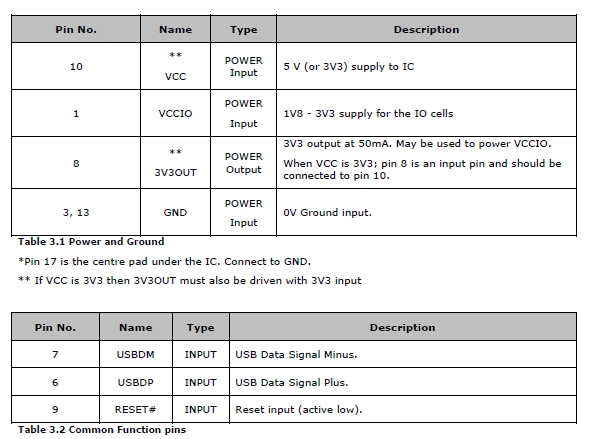 Pin No. Name Type Description
10 ** VCC POWER Input 5 V (or 3V3) supply to IC
1 VCCIO POWER Input 1V8 - 3V3 supply for the IO cells
8 ** 3V3OUT POWER Output 3V3 output at 50mA. May be used to power VCCIO.
When VCC is 3V3; pin 8 is an input pin and should be
connected to pin 10.
3, 13 GND POWER Input 0V Ground input.
Table 3.1 Power and Ground
*Pin 17 is the centre pad under the IC. Connect to GND.
** If VCC is 3V3 then 3V3OUT must also be driven with 3V3 input
Pin No. Name Type Description
7 USBDM INPUT USB Data Signal Minus.
6 USBDP INPUT USB Data Signal Plus.
9 RESET# INPUT Reset input (active low).
Table 3.2 Common Function pins